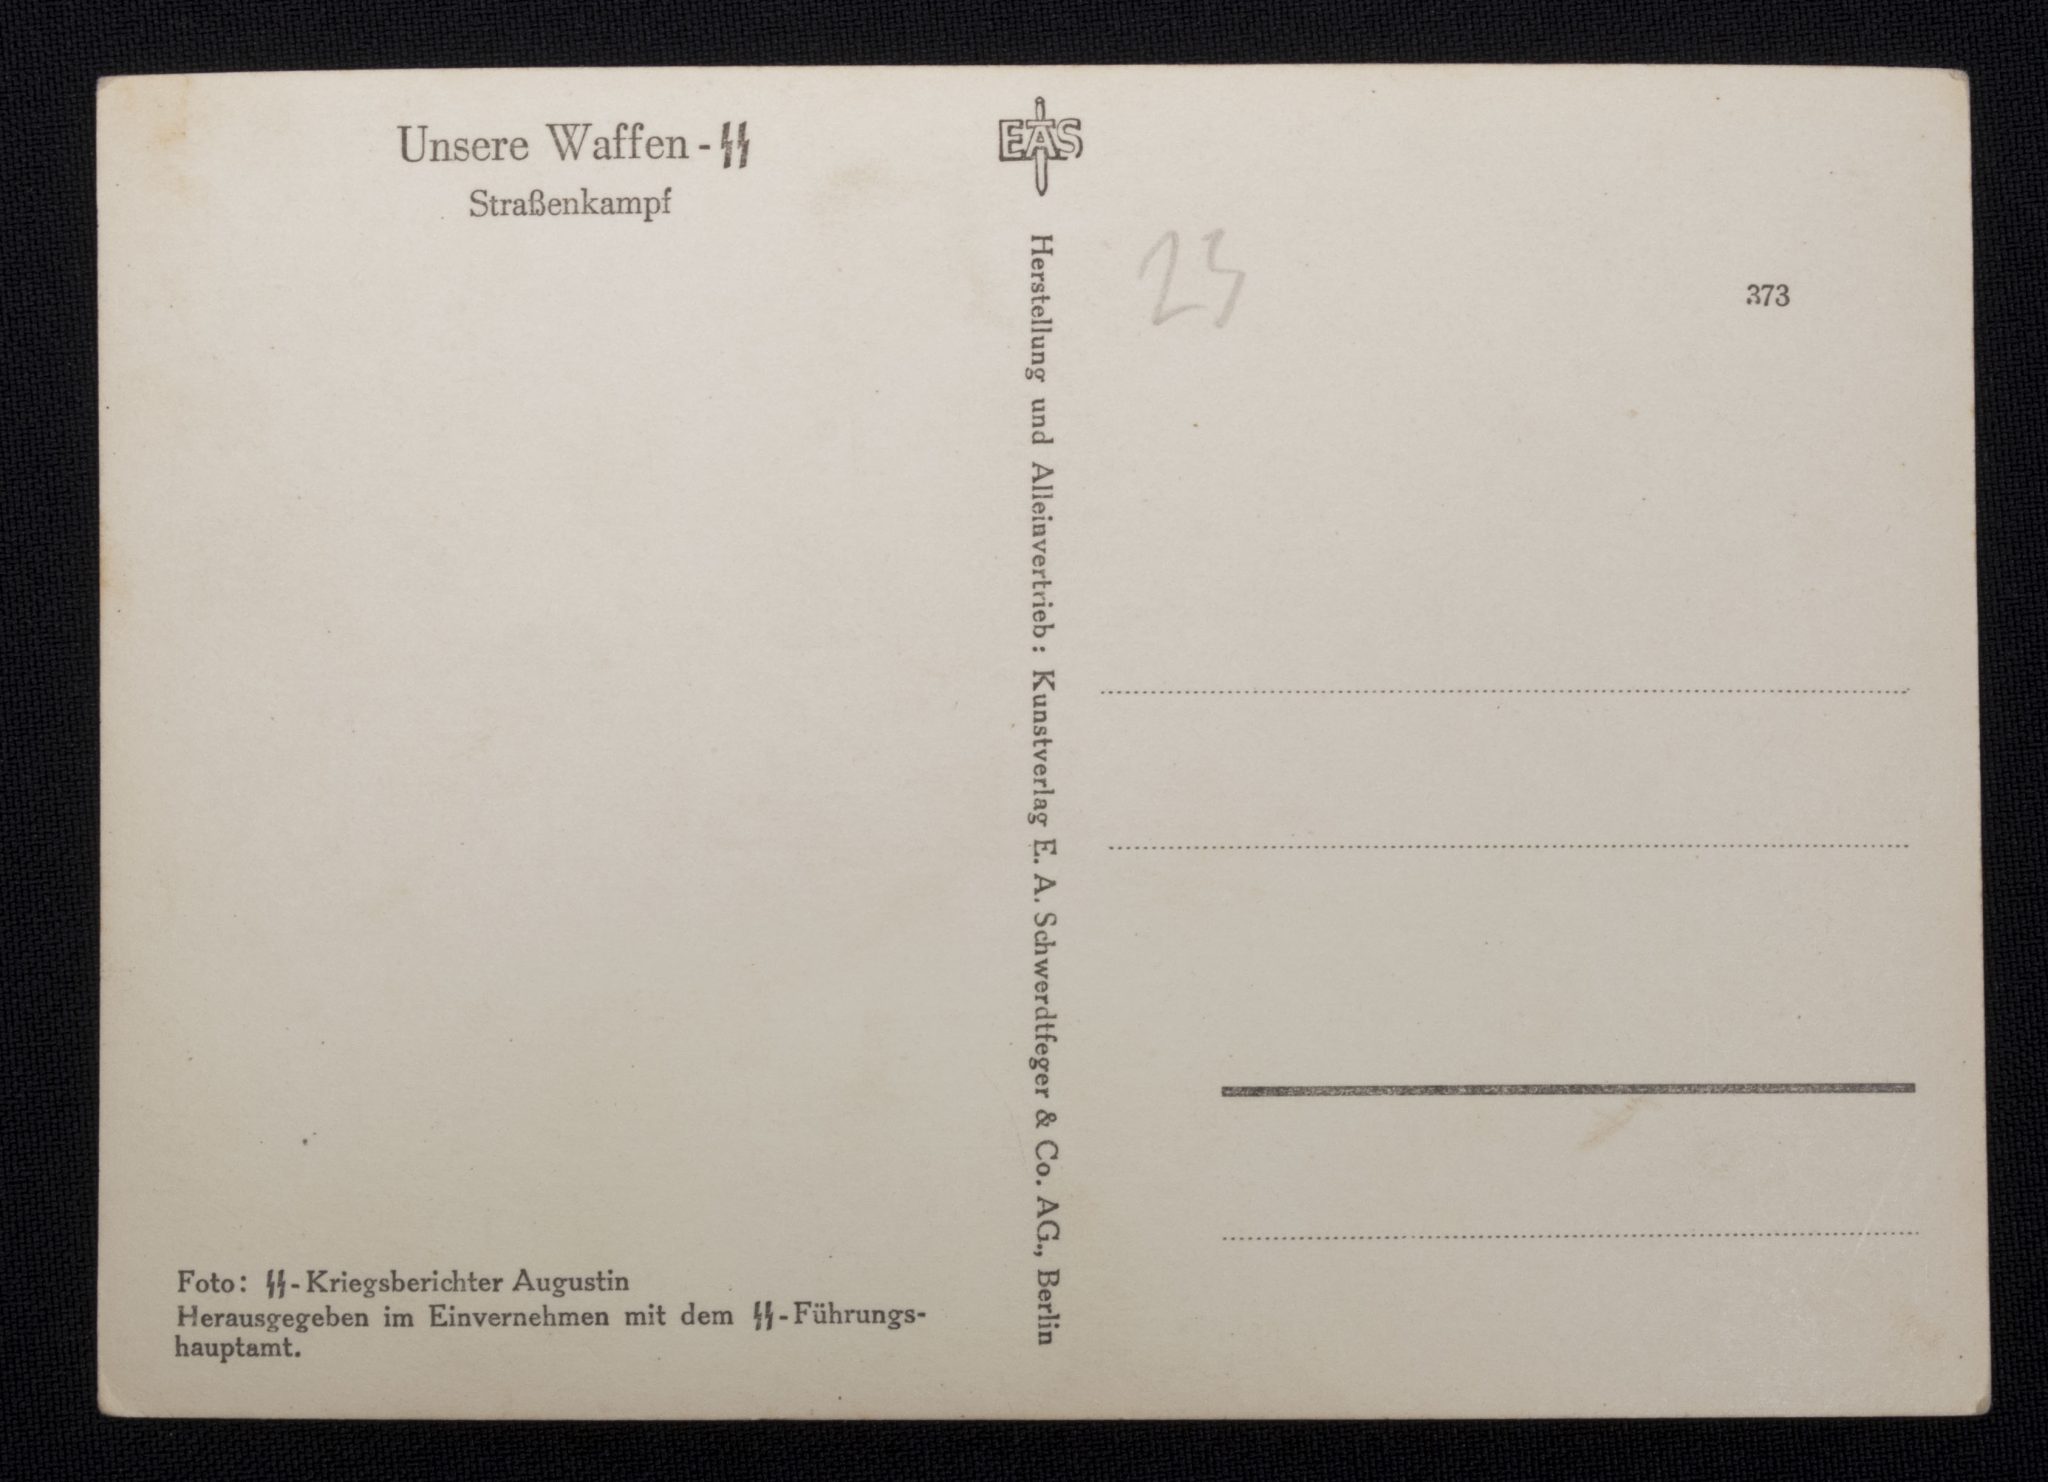 Unsere Waffen-SS
Straßenkampf
Foto: SS-Kriegsberichter Augustin
Herausgegeben im Einvernehmen mit dem SS-Führungs-
hauptamt.
EAS
Herstellung und Alleinvertrieb: Kunstverlag E. A. Schwerdtfeger & Co. AG., Berlin
23
373